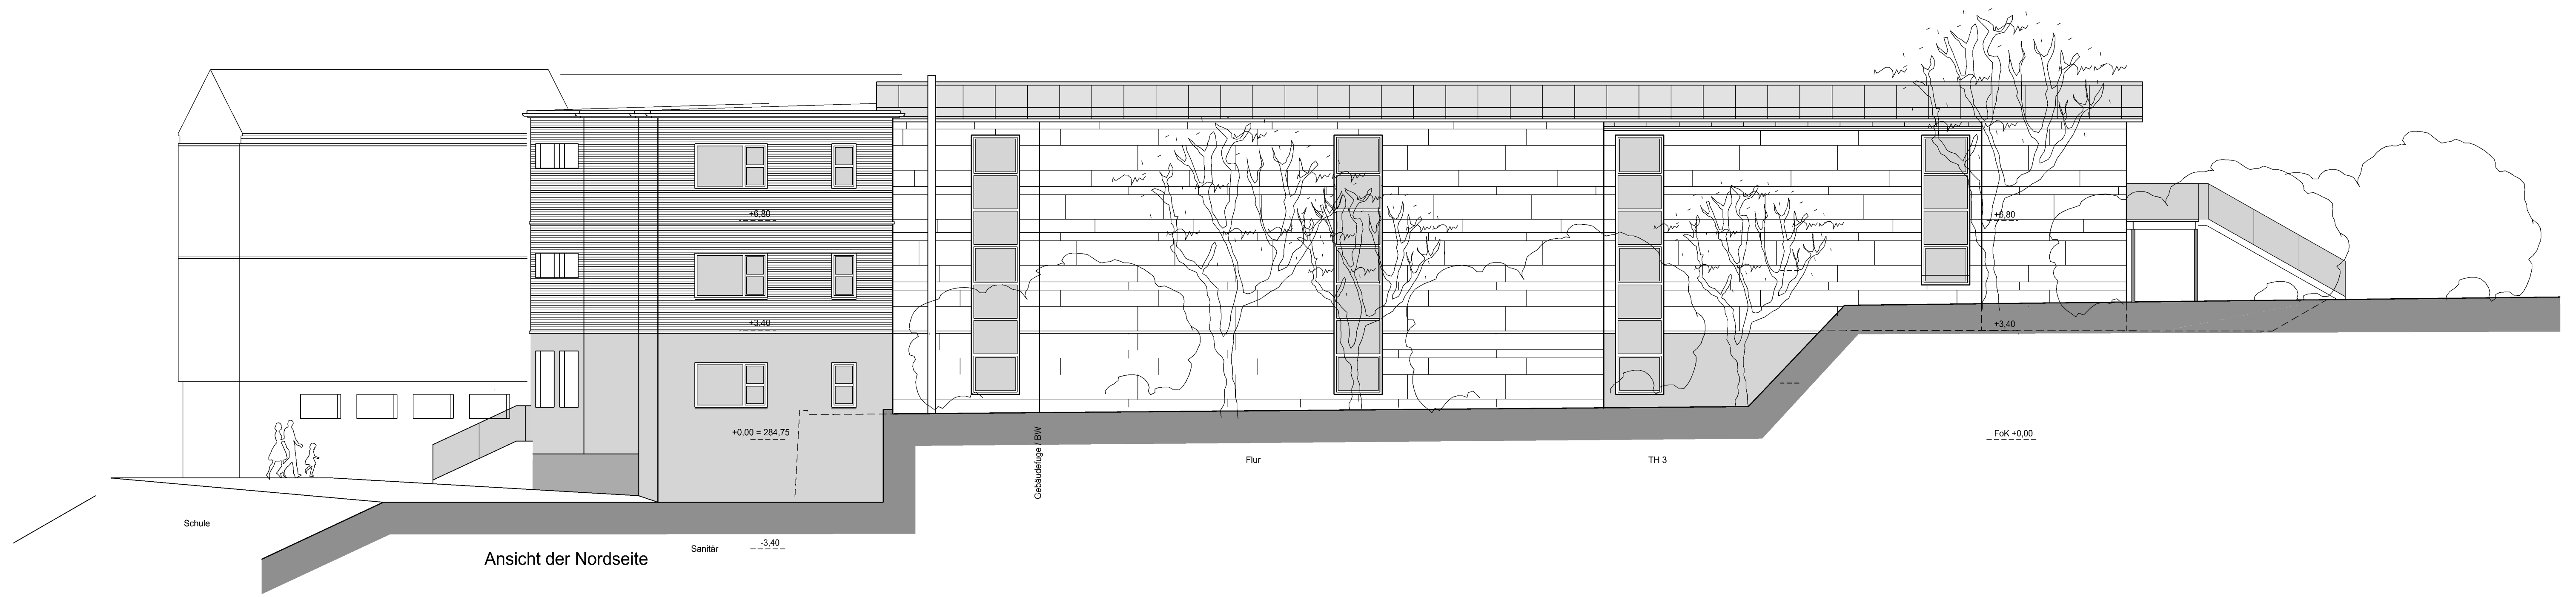 +6,80
+6,80
+3,40
+3,40
+0,00 = 284,75
FoK +0,00
Gebäudefuge / BW
Flur
TH 3
Schule
-3,40
Sanitär
Ansicht der Nordseite